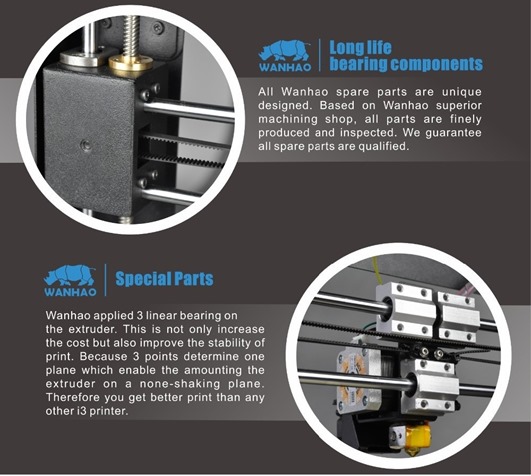 WANHAO
Long life
bearing components
All Wanhao spare parts are unique
designed. Based on Wanhao superior
machining shop, all parts are finely
produced and inspected. We guarantee
all spare parts are qualified.
WANHAO
Special Parts
Wanhao applied 3 linear bearing on
the extruder. This is not only increase
the cost but also improve the stability of
print. Because 3 points determine one
plane which enable the amounting the
extruder on a none-shaking plane.
Therefore you get better print than any
other i3 printer.